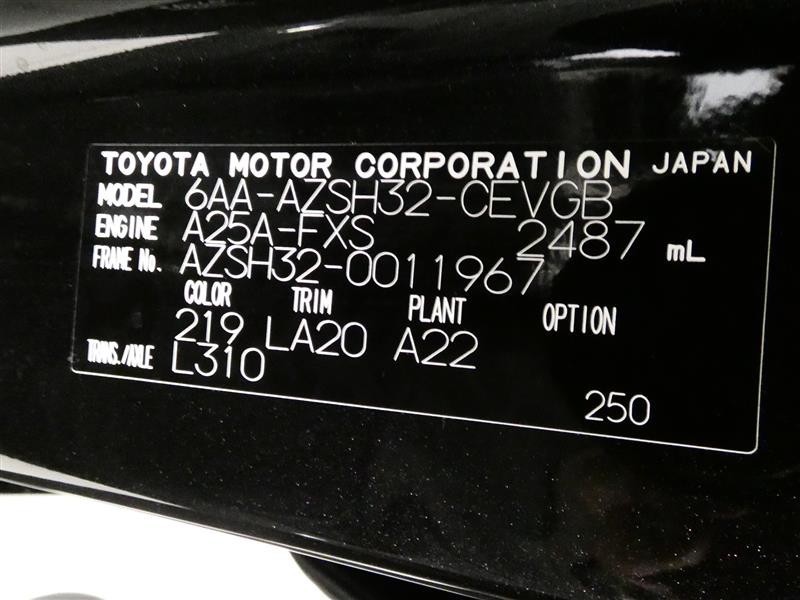 TOYOTA MOTOR CORPORATION JAPAN
MODEL 6AA-AZSH32-CEVGB
ENGINE A25A-FXS 2487 mL
FRAME No. AZSH32-0011967
COLOR TRIM PLANT OPTION
219 LA20 A22
TRANS./AXLE L310
250